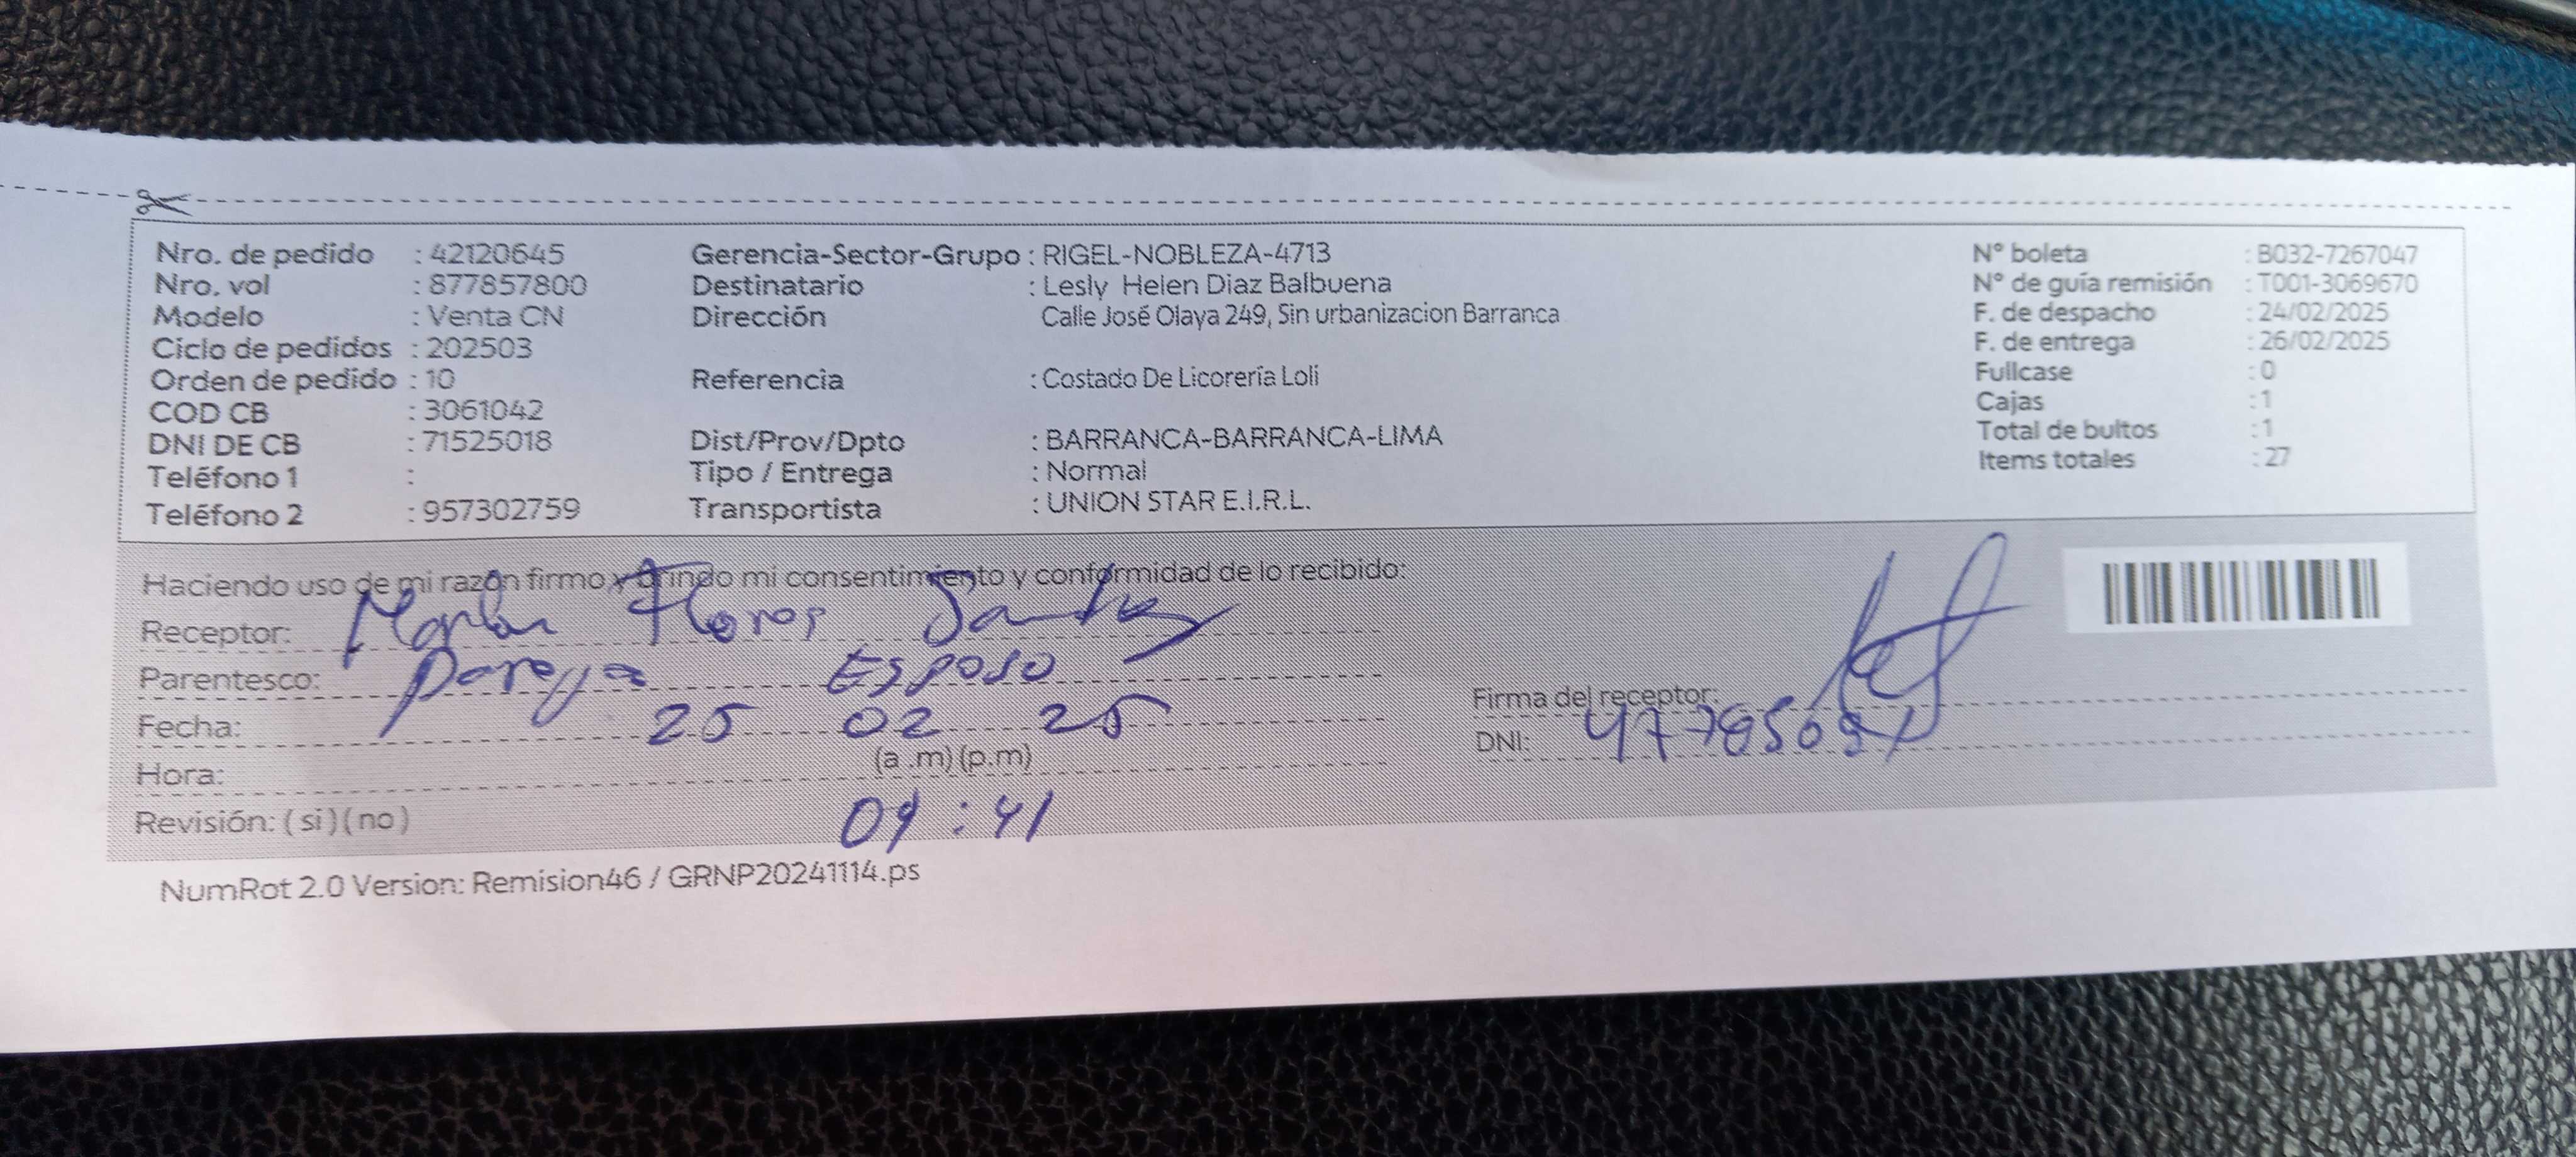 Nro. de pedido : 42120645
Nro. vol : 877857800
Modelo : Venta CN
Ciclo de pedidos : 202503
Orden de pedido : 10
COD CB : 3061042
DNI DE CB : 71525018
Teléfono 1 :
Teléfono 2 : 957302759
Gerencia-Sector-Grupo : RIGEL-NOBLEZA-4713
Destinatario : Lesly Helen Diaz Balbuena
Dirección Calle José Olaya 249, Sin urbanizacion Barranca
Referencia : Costado De Licorería Loli
Dist/Prov/Dpto : BARRANCA-BARRANCA-LIMA
Tipo / Entrega : Normal
Transportista : UNION STAR E.I.R.L.
N° boleta : B032-7267047
N° de guía remisión : T001-3069670
F. de despacho : 24/02/2025
F. de entrega : 26/02/2025
Fullcase : 0
Cajas : 1
Total de bultos : 1
Items totales : 27
Haciendo uso de mi razón firmo y brindo mi consentimiento y conformidad de lo recibido:
Receptor: Flores
Parentesco: Pareja Esposo
Fecha: 25 02 25
Hora: (a .m) (p.m)
09 : 41
Revisión: ( si ) ( no )
Firma del receptor:
DNI:
NumRot 2.0 Version: Remision46 / GRNP20241114.ps